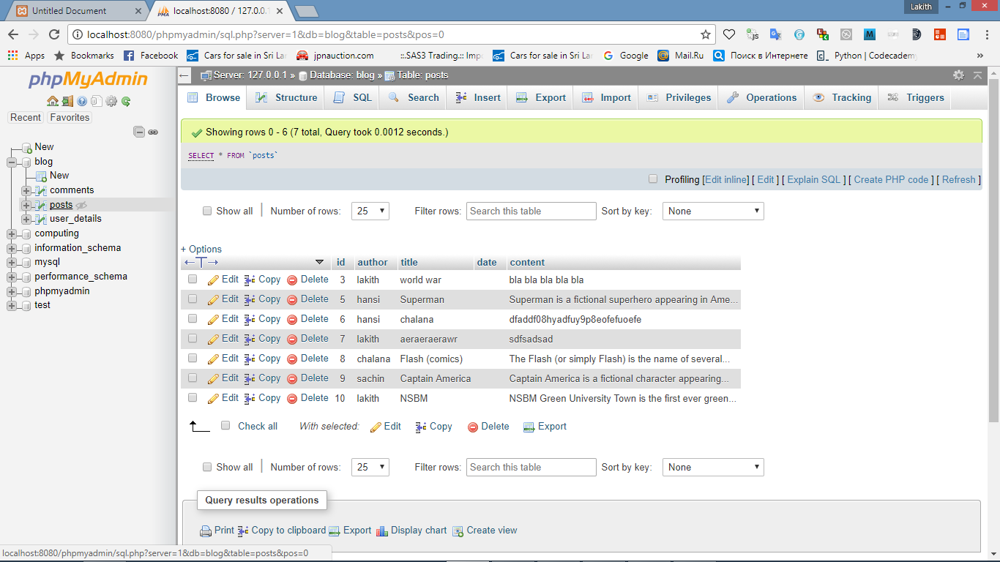 Untitled Document
localhost:8080 / 127.0.0.1
Lakith
localhost:8080/phpmyadmin/sql.php?server=1&db=blog&table=posts&pos=0
Apps Bookmarks Facebook Cars for sale in Sri Lan jpnauction.com ::.SAS3 Trading.:: Impo Cars for sale in Sri Lan Google Mail.Ru Поиск в Интернете Python | Codecademy
phpMyAdmin
Recent Favorites
New
blog
New
comments
posts
user_details
computing
information_schema
mysql
performance_schema
phpmyadmin
test
Server: 127.0.0.1 » Database: blog » Table: posts
Browse Structure SQL Search Insert Export Import Privileges Operations Tracking Triggers
Showing rows 0 - 6 (7 total, Query took 0.0012 seconds.)
SELECT * FROM `posts`
Profiling [Edit inline] [ Edit ] [ Explain SQL ] [ Create PHP code ] [ Refresh ]
Show all Number of rows: 25 Filter rows: Search this table Sort by key: None
+ Options
←T→ id author title date content
Edit Copy Delete 3 lakith world war bla bla bla bla bla
Edit Copy Delete 5 hansi Superman Superman is a fictional superhero appearing in Ame...
Edit Copy Delete 6 hansi chalana dfaddf08hyadfuy9p8eofefuoefe
Edit Copy Delete 7 lakith aeraeraerawr sdfsadsad
Edit Copy Delete 8 chalana Flash (comics) The Flash (or simply Flash) is the name of several...
Edit Copy Delete 9 sachin Captain America Captain America is a fictional character appearing...
Edit Copy Delete 10 lakith NSBM NSBM Green University Town is the first ever green...
Check all With selected: Edit Copy Delete Export
Show all Number of rows: 25 Filter rows: Search this table Sort by key: None
Query results operations
Print Copy to clipboard Export Display chart Create view
localhost:8080/phpmyadmin/sql.php?server=1&db=blog&table=posts&pos=0